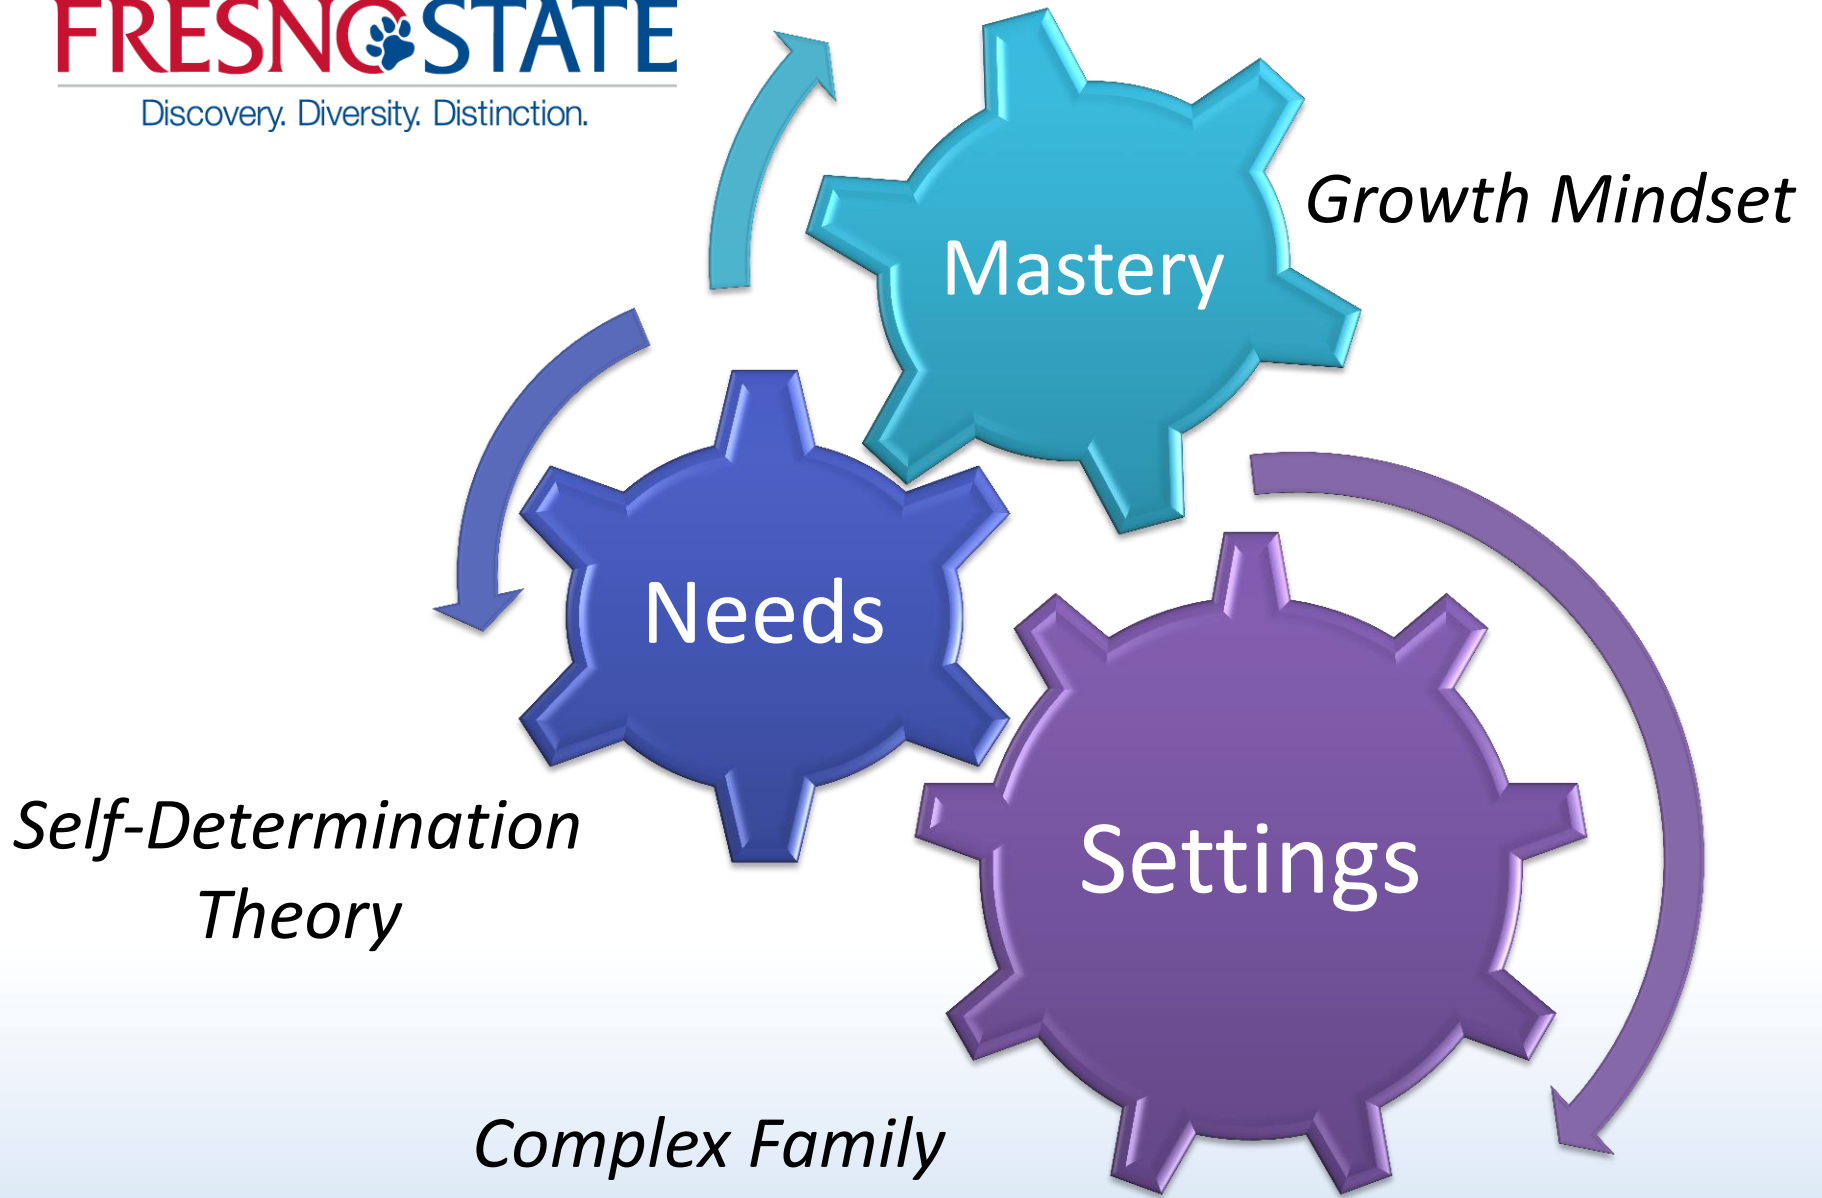 FRESNO STATE
Discovery. Diversity. Distinction.
Growth Mindset
Mastery
Needs
Self-Determination
Theory
Settings
Complex Family